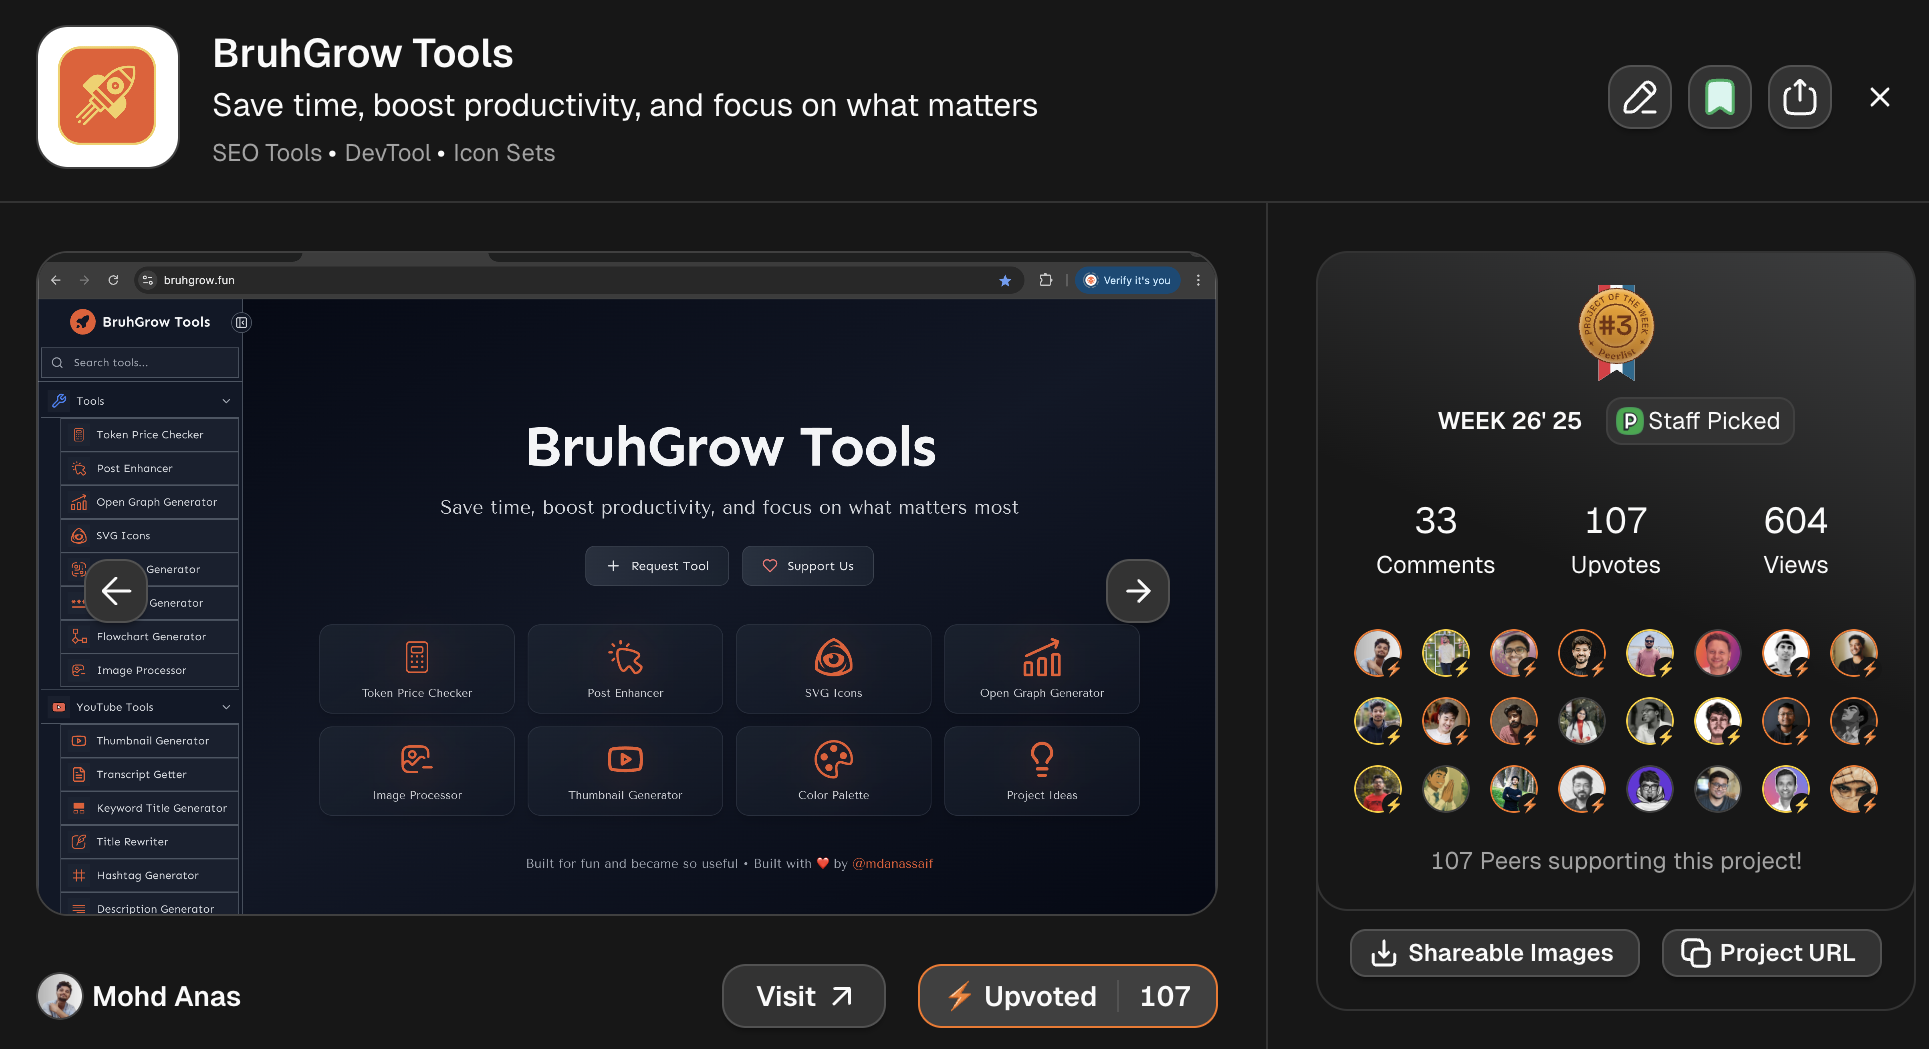 BruhGrow Tools
Save time, boost productivity, and focus on what matters
SEO Tools • DevTool • Icon Sets
bruhgrow.fun
Verify it's you
BruhGrow Tools
Search tools...
Tools
Token Price Checker
Post Enhancer
Open Graph Generator
SVG Icons
Generator
Generator
Flowchart Generator
Image Processor
YouTube Tools
Thumbnail Generator
Transcript Getter
Keyword Title Generator
Title Rewriter
Hashtag Generator
Description Generator
BruhGrow Tools
Save time, boost productivity, and focus on what matters most
Request Tool
Support Us
Token Price Checker
Post Enhancer
SVG Icons
Open Graph Generator
Image Processor
Thumbnail Generator
Color Palette
Project Ideas
Built for fun and became so useful • Built with ❤️ by @mdanassaif
Mohd Anas
Visit
Upvoted 107
PROJECT OF THE WEEK
#3
Peerlist
WEEK 26' 25
P Staff Picked
33
Comments
107
Upvotes
604
Views
107 Peers supporting this project!
Shareable Images
Project URL